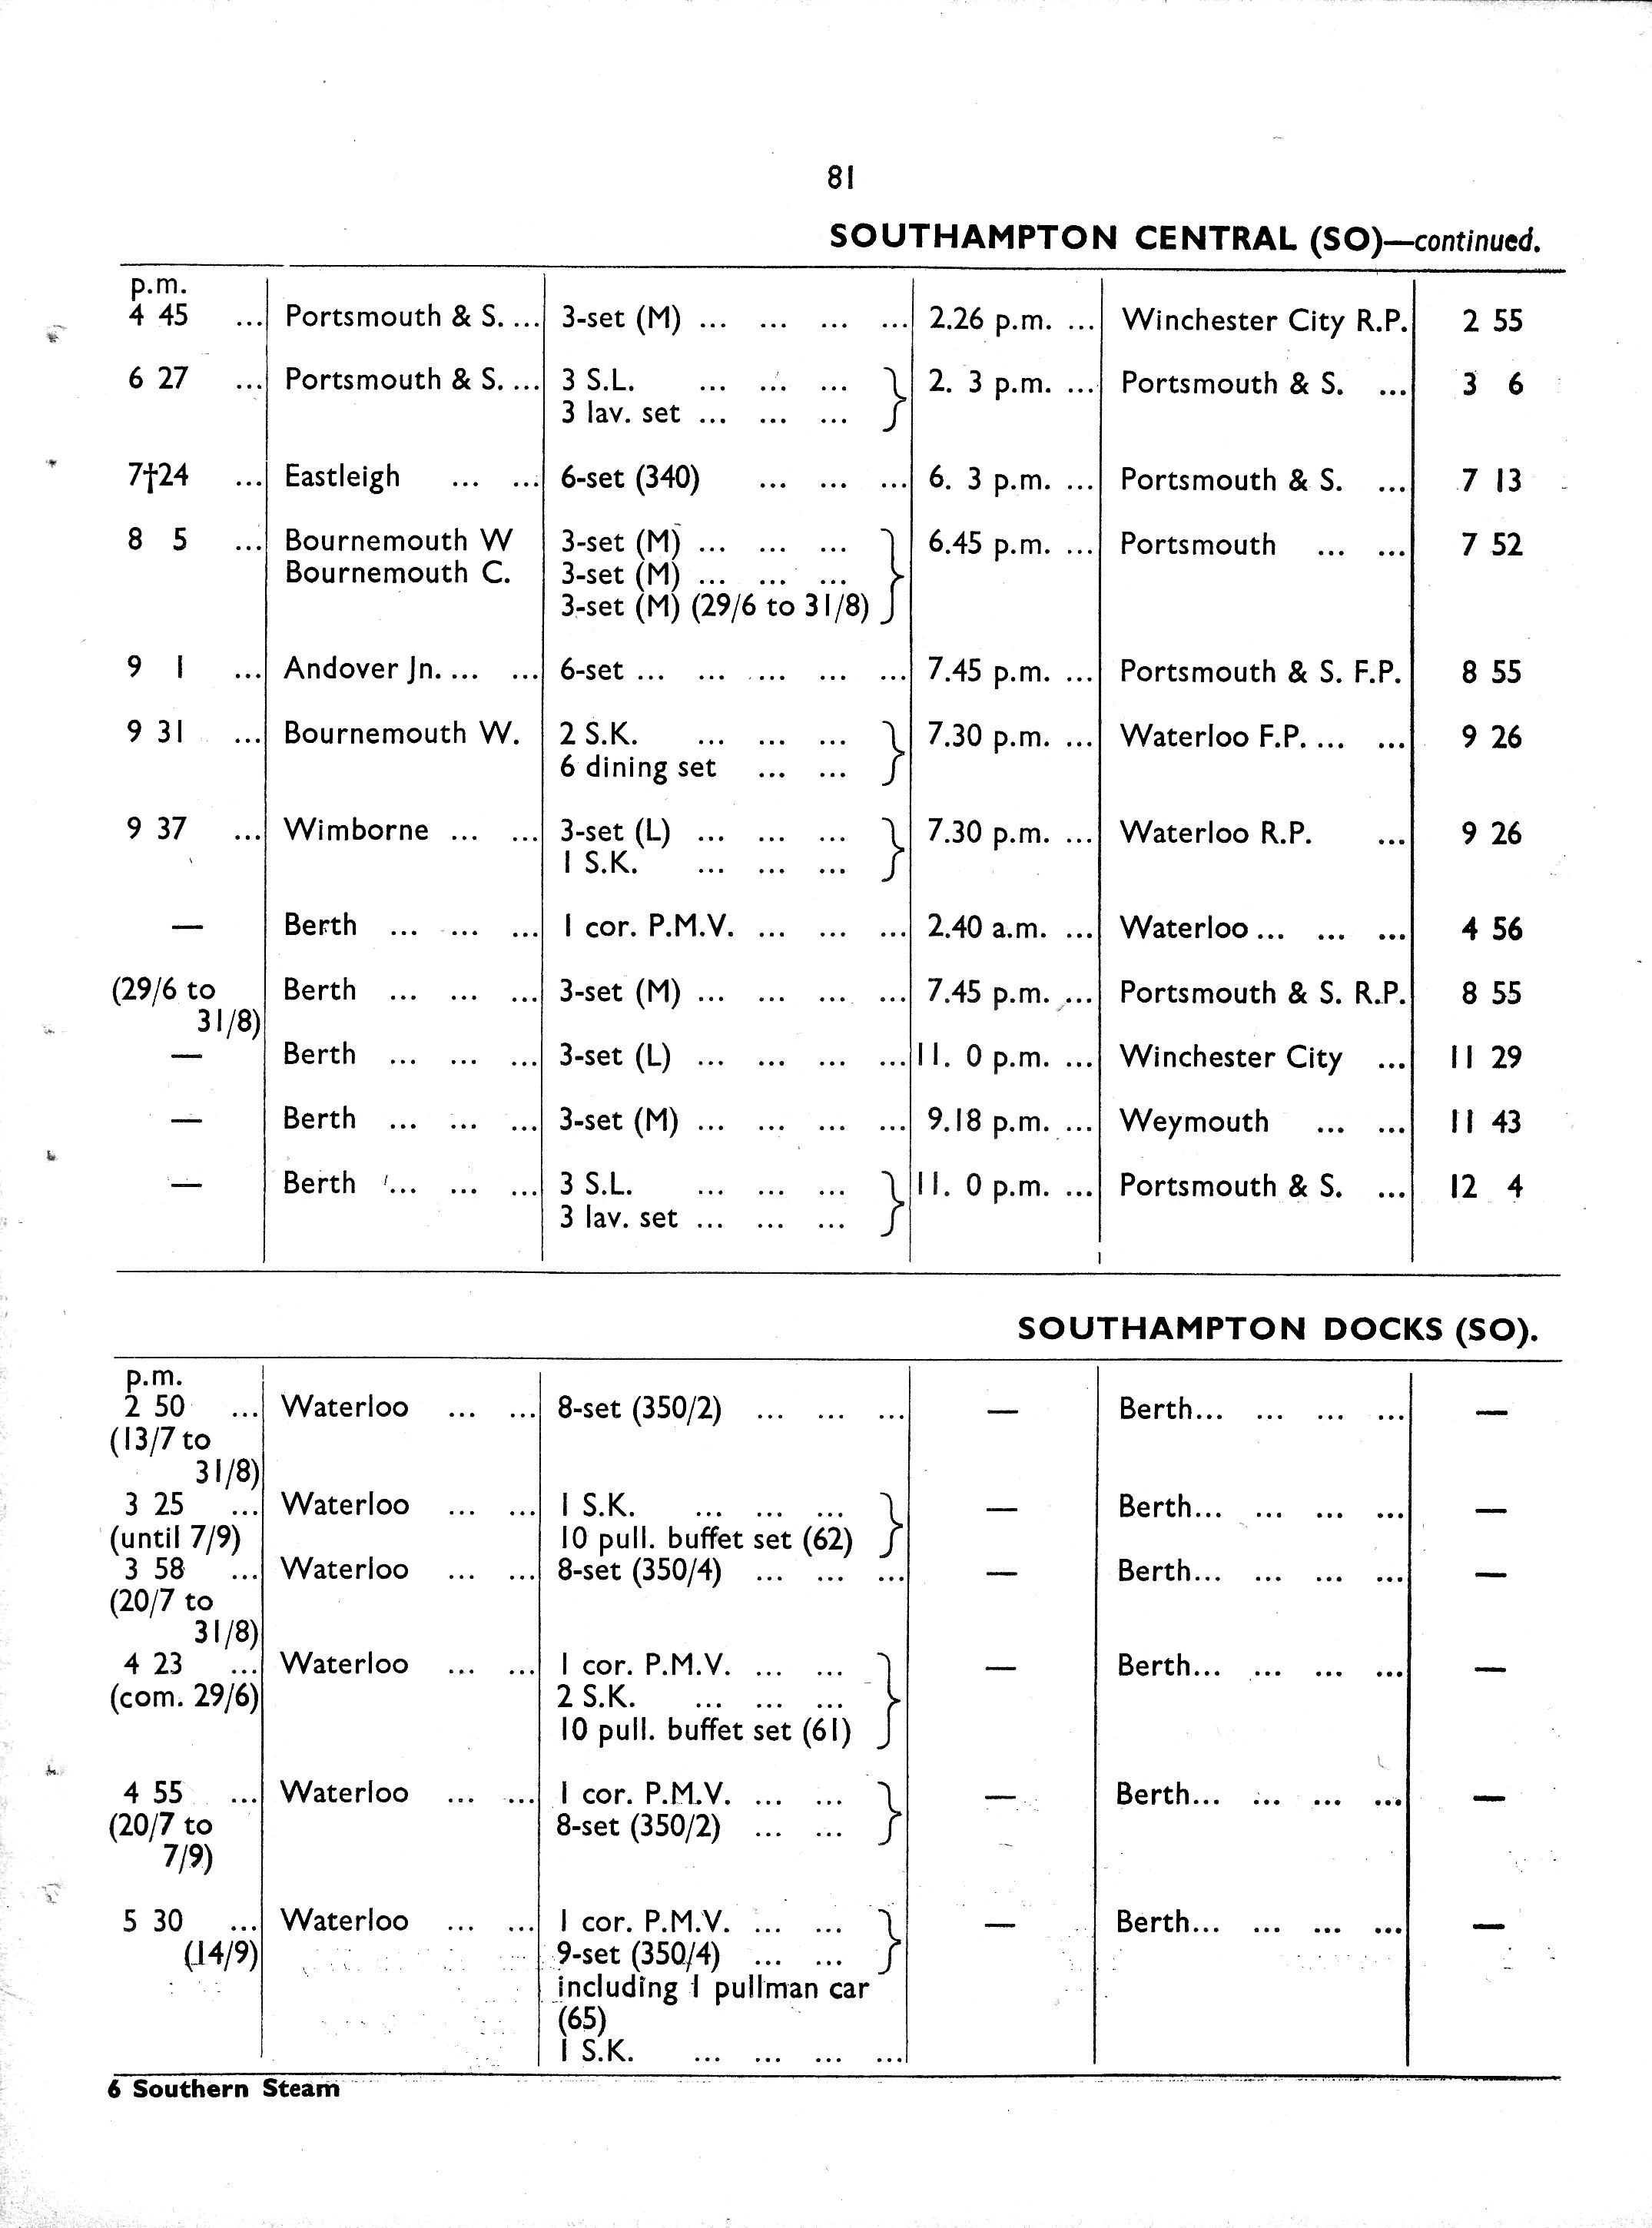 81
SOUTHAMPTON CENTRAL (SO)—continued.
p.m.
4 45 ... Portsmouth & S. ... 3-set (M) ... ... ... ... 2.26 p.m. ... Winchester City R.P. 2 55
6 27 ... Portsmouth & S. ... 3 S.L. ... ... ... 2. 3 p.m. ... Portsmouth & S. ... 3 6
3 lav. set ... ... ...
7†24 ... Eastleigh ... ... 6-set (340) ... ... ... 6. 3 p.m. ... Portsmouth & S. ... 7 13
8 5 ... Bournemouth W 3-set (M) ... ... ... 6.45 p.m. ... Portsmouth ... ... 7 52
Bournemouth C. 3-set (M) ... ... ...
3-set (M) (29/6 to 31/8)
9 1 ... Andover Jn. ... ... 6-set ... ... ... ... ... 7.45 p.m. ... Portsmouth & S. F.P. 8 55
9 31 ... Bournemouth W. 2 S.K. ... ... ... 7.30 p.m. ... Waterloo F.P. ... ... 9 26
6 dining set ... ...
9 37 ... Wimborne ... ... 3-set (L) ... ... ... 7.30 p.m. ... Waterloo R.P. ... 9 26
1 S.K. ... ... ...
— Berth ... ... ... 1 cor. P.M.V. ... ... ... 2.40 a.m. ... Waterloo ... ... ... 4 56
(29/6 to Berth ... ... ... 3-set (M) ... ... ... ... 7.45 p.m. ... Portsmouth & S. R.P. 8 55
31/8)
— Berth ... ... ... 3-set (L) ... ... ... ... 11. 0 p.m. ... Winchester City ... 11 29
— Berth ... ... ... 3-set (M) ... ... ... ... 9.18 p.m. ... Weymouth ... ... 11 43
— Berth ... ... ... 3 S.L. ... ... ... 11. 0 p.m. ... Portsmouth & S. ... 12 4
3 lav. set ... ... ...
SOUTHAMPTON DOCKS (SO).
p.m.
2 50 ... Waterloo ... ... 8-set (350/2) ... ... ... — Berth... ... ... ... —
(13/7 to
31/8)
3 25 ... Waterloo ... ... 1 S.K. ... ... ... — Berth... ... ... ... —
(until 7/9) 10 pull. buffet set (62)
3 58 ... Waterloo ... ... 8-set (350/4) ... ... ... — Berth... ... ... ... —
(20/7 to
31/8)
4 23 ... Waterloo ... ... 1 cor. P.M.V. ... ... — Berth... ... ... ... —
(com. 29/6) 2 S.K. ... ... ...
10 pull. buffet set (61)
4 55 ... Waterloo ... ... 1 cor. P.M.V. ... ... — Berth... ... ... ... —
(20/7 to 8-set (350/2) ... ...
7/9)
5 30 ... Waterloo ... ... 1 cor. P.M.V. ... ... — Berth... ... ... ... —
(14/9) 9-set (350/4) ... ...
including 1 pullman car
(65)
1 S.K. ... ... ... ...
6 Southern Steam